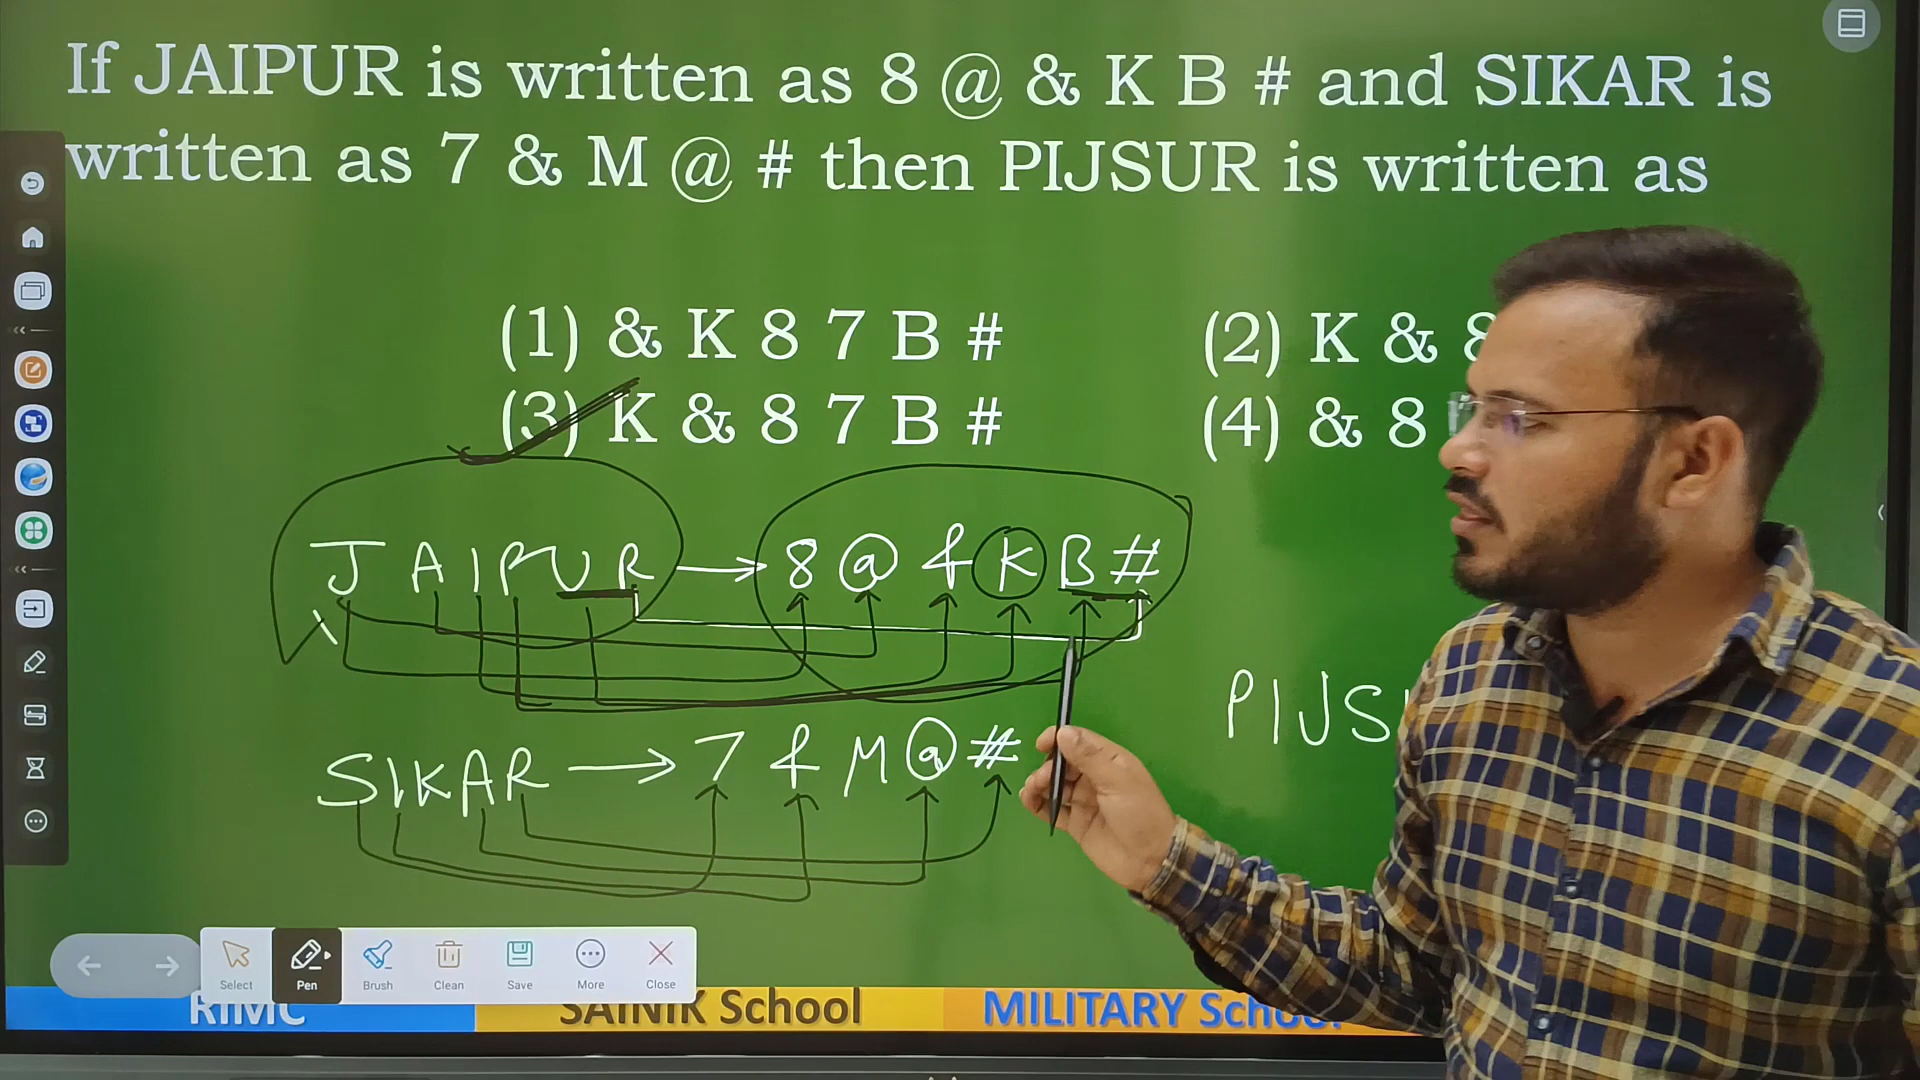 If JAIPUR is written as 8 @ & K B # and SIKAR is
written as 7 & M @ # then PIJSUR is written as
(1) & K 8 7 B #
(2) K & 8
(3) K & 8 7 B #
(4) & 8
JAIPUR → 8 @ & K B #
SIKAR → 7 & M @ #
PIJS
Select
Pen
Brush
Clean
Save
More
Close
RIMC
SAINIK School
MILITARY School